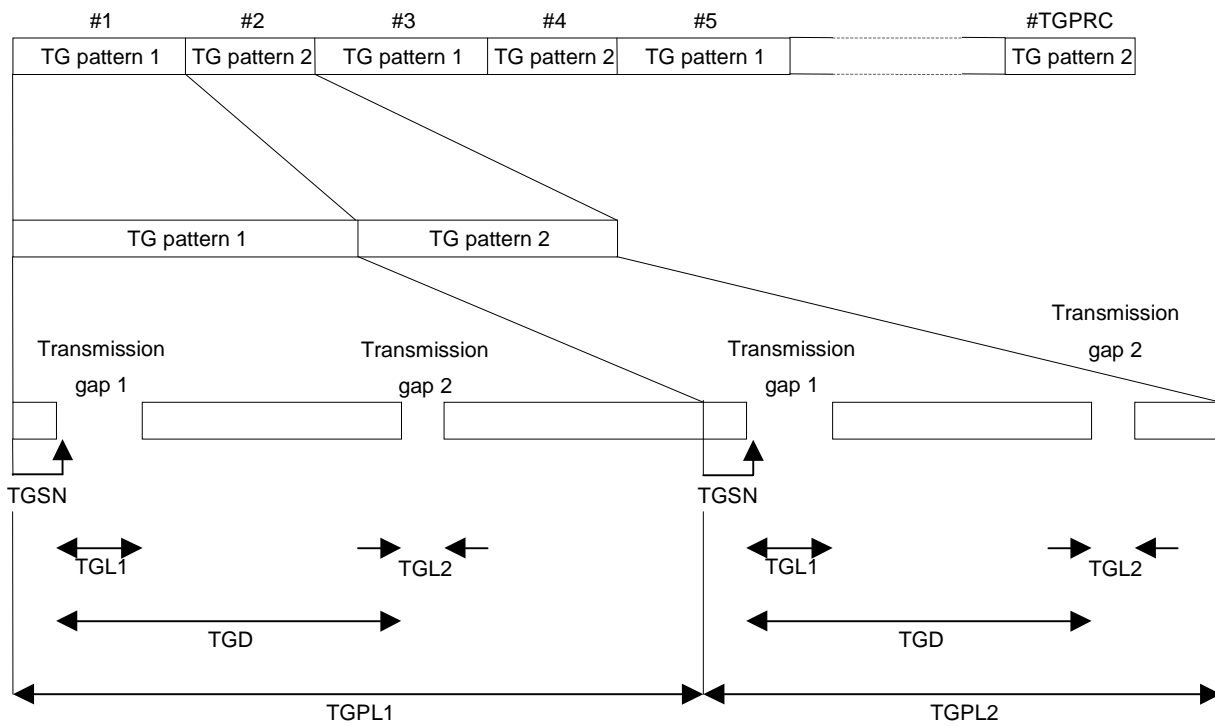 #1 #2 #3 #4 #5 #TGPRC
TG pattern 1 TG pattern 2 TG pattern 1 TG pattern 2 TG pattern 1 TG pattern 2
TG pattern 1 TG pattern 2
Transmission
gap 2
Transmission
gap 1
Transmission
gap 2
Transmission
gap 1
TGSN TGSN
TGL1 TGL2 TGL1 TGL2
TGD TGD
TGPL1 TGPL2